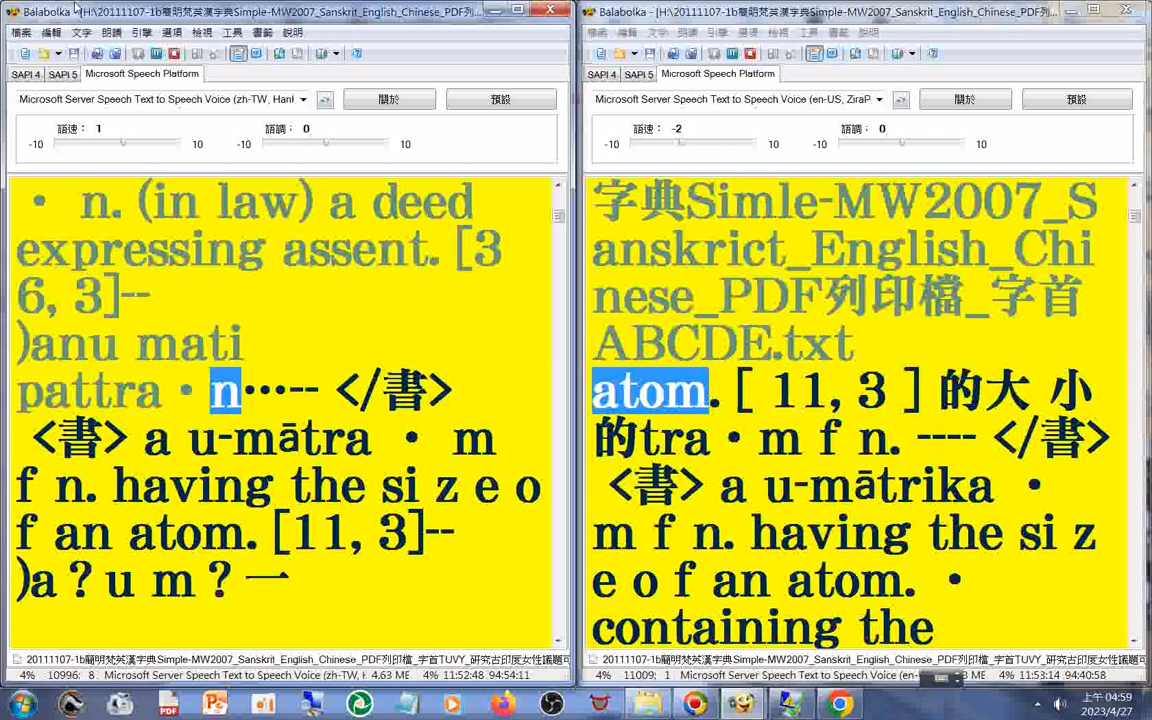 Balabolka - [H:\20111107-1b簡明梵英漢字典Simple-MW2007_Sanskrit_English_Chinese_PDF列...
檔案 編輯 文字 朗讀 引擎 選項 檢視 工具 書籤 說明
SAPI 4 SAPI 5 Microsoft Speech Platform
Microsoft Server Speech Text to Speech Voice (zh-TW, Hanl
關於 預設
語速： 1 語調： 0
-10 10 -10 10
• n. (in law) a deed
expressing assent. [3
6, 3]--
)anu mati
pattra • n…-- </書>
<書> a u-mātra • m
f n. having the si z e o
f an atom. [11, 3]--
)a？u m？一
20111107-1b簡明梵英漢字典Simple-MW2007_Sanskrit_English_Chinese_PDF列印檔_字首TUVY_研究古印度女性議題可
4% 10996: 8 Microsoft Server Speech Text to Speech Voice (zh-TW, H 4.63 ME 4% 11:52:48 94:54:11
Balabolka - [H:\20111107-1b簡明梵英漢字典Simple-MW2007_Sanskrit_English_Chinese_PDF列...
檔案 編輯 文字 朗讀 引擎 選項 檢視 工具 書籤 說明
SAPI 4 SAPI 5 Microsoft Speech Platform
Microsoft Server Speech Text to Speech Voice (en-US, ZiraP
關於 預設
語速： -2 語調： 0
-10 10 -10 10
字典Simle-MW2007_S
anskrict_English_Chi
nese_PDF列印檔_字首
ABCDE.txt
atom. [ 11, 3 ] 的大 小
的tra • m f n. ---- </書>
<書> a u-mātrika •
m f n. having the si z
e o f an atom. •
containing the
20111107-1b簡明梵英漢字典Simple-MW2007_Sanskrit_English_Chinese_PDF列印檔_字首TUVY_研究古印度女性議題可
4% 11009: 1 Microsoft Server Speech Text to Speech Voice 4% 11:53:14 94:40:58
上午 04:59
2023/4/27